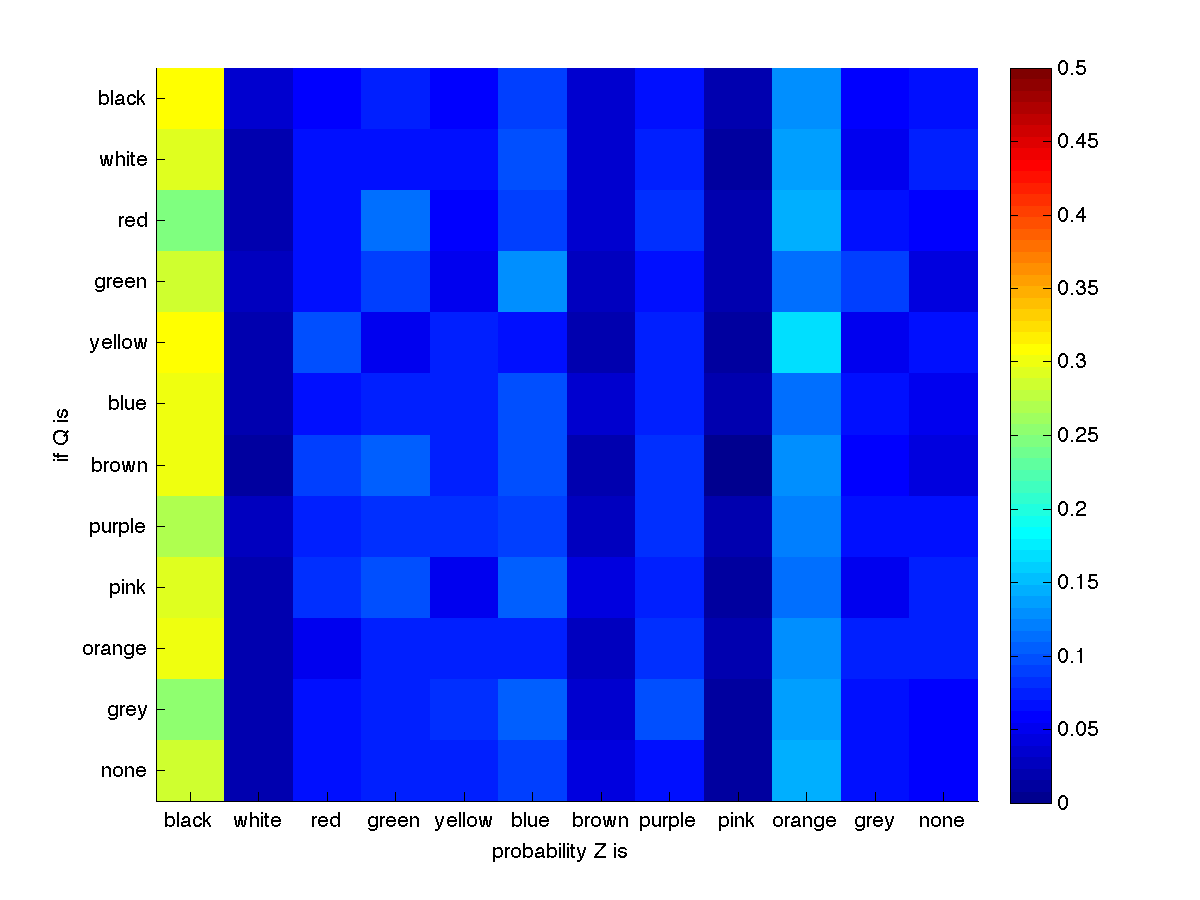 black
white
red
green
yellow
blue
brown
purple
pink
orange
grey
none
if Q is
black white red green yellow blue brown purple pink orange grey none
probability Z is
0.5
0.45
0.4
0.35
0.3
0.25
0.2
0.15
0.1
0.05
0